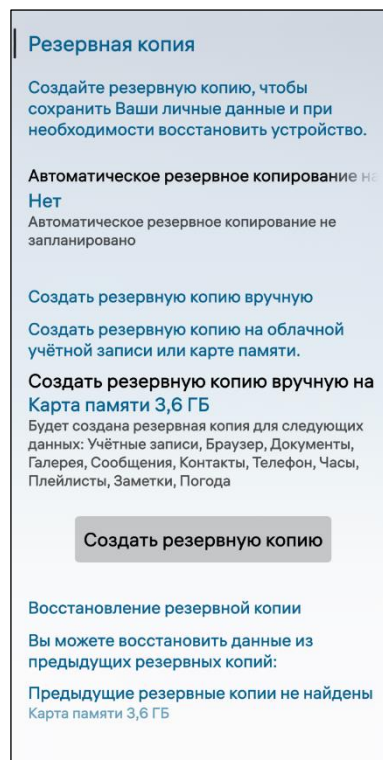 Резервная копия
Создайте резервную копию, чтобы
сохранить Ваши личные данные и при
необходимости восстановить устройство.
Автоматическое резервное копирование на
Нет
Автоматическое резервное копирование не
запланировано
Создать резервную копию вручную
Создать резервную копию на облачной
учётной записи или карте памяти.
Создать резервную копию вручную на
Карта памяти 3,6 ГБ
Будет создана резервная копия для следующих
данных: Учётные записи, Браузер, Документы,
Галерея, Сообщения, Контакты, Телефон, Часы,
Плейлисты, Заметки, Погода
Создать резервную копию
Восстановление резервной копии
Вы можете восстановить данные из
предыдущих резервных копий:
Предыдущие резервные копии не найдены
Карта памяти 3,6 ГБ